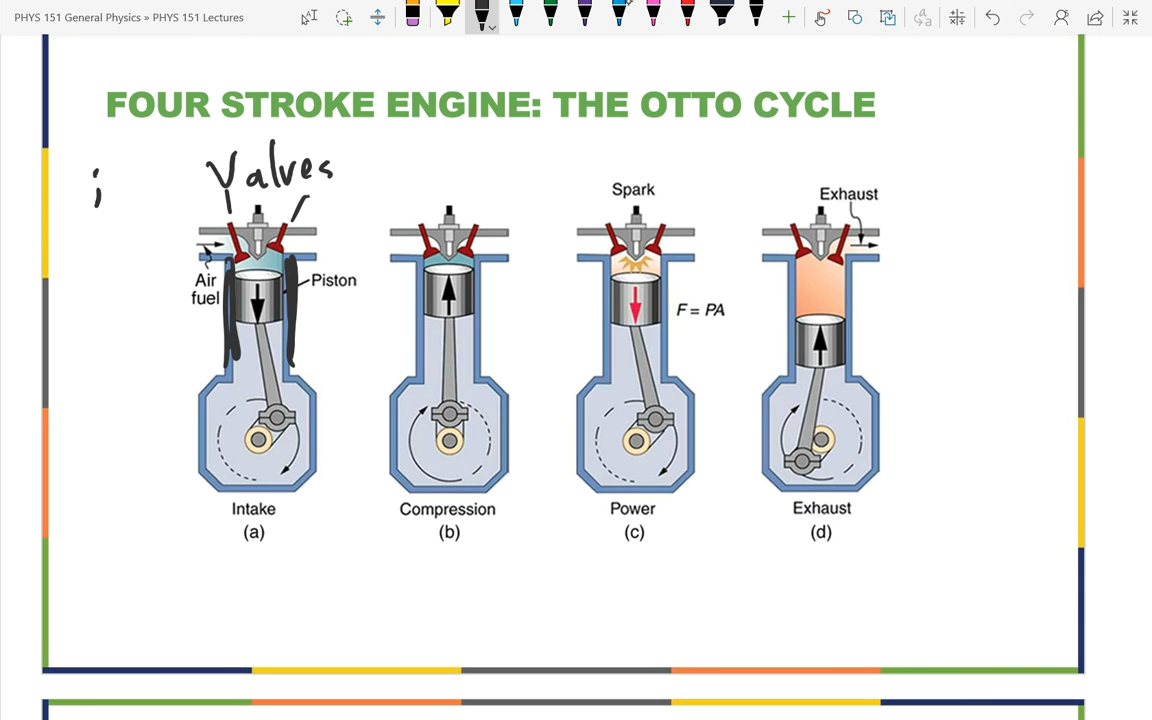 PHYS 151 General Physics » PHYS 151 Lectures
FOUR STROKE ENGINE: THE OTTO CYCLE
;
Valves
Spark
Exhaust
Air
fuel
Piston
F = PA
Intake
Compression
Power
Exhaust
(a)
(b)
(c)
(d)